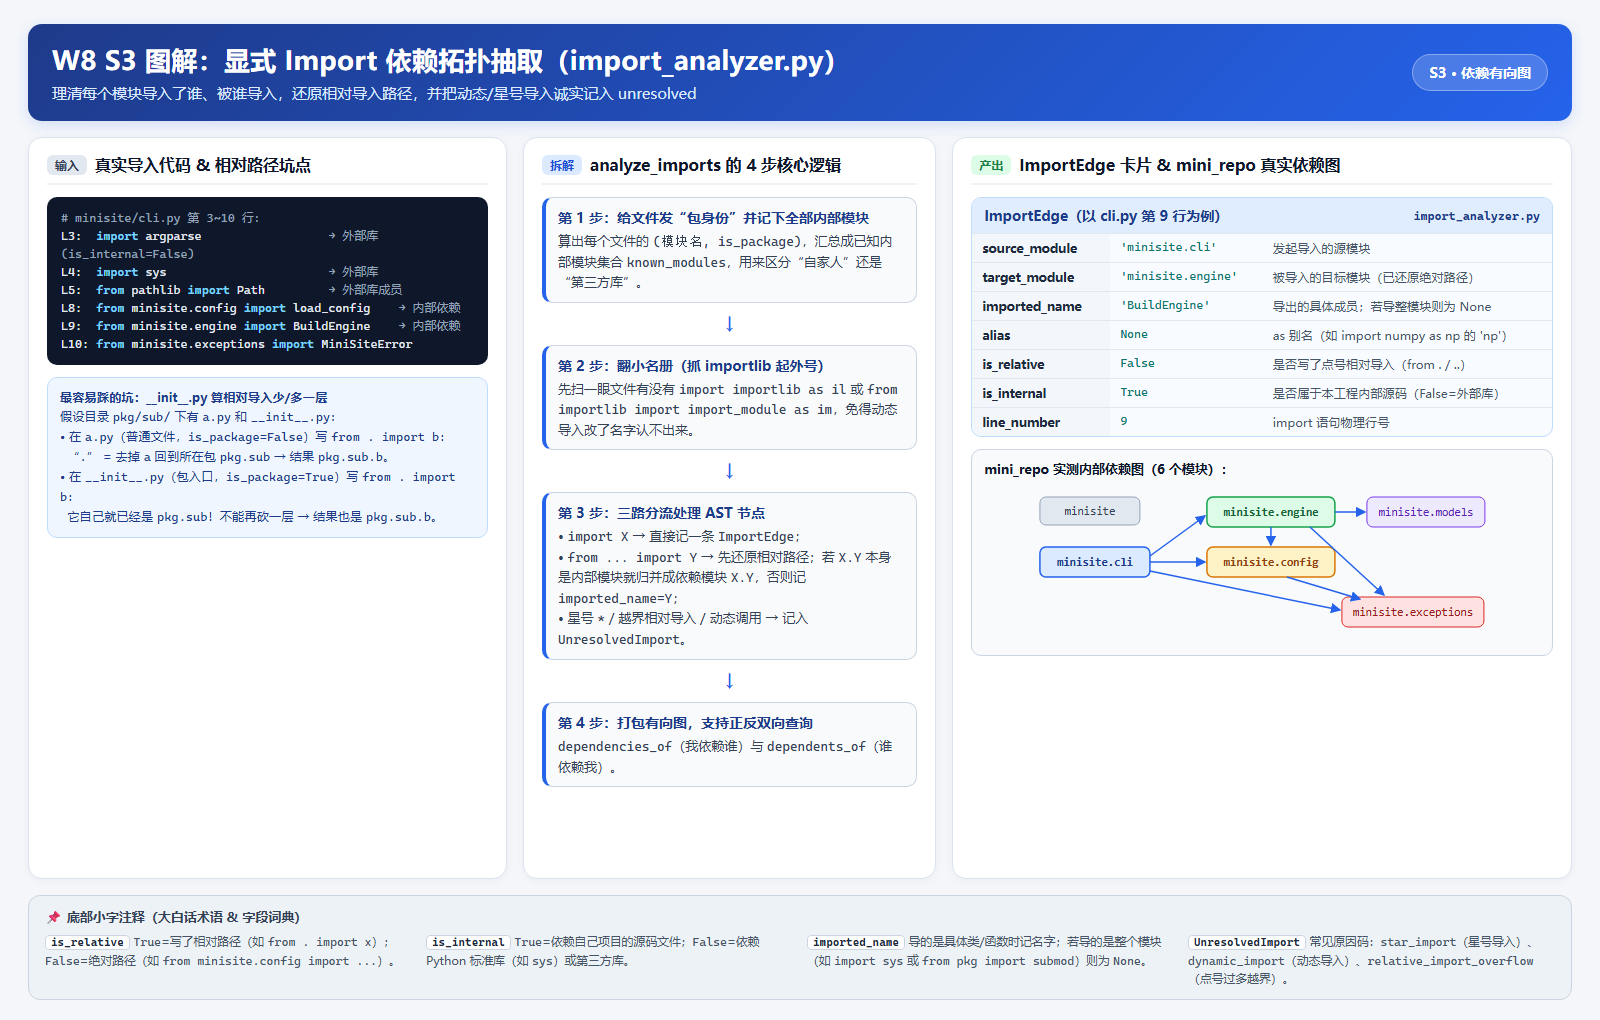 W8 S3 图解：显式 Import 依赖拓扑抽取（import_analyzer.py）
理清每个模块导入了谁、被谁导入，还原相对导入路径，并把动态/星号导入诚实记入 unresolved
S3 • 依赖有向图
输入 真实导入代码 & 相对路径坑点
# minisite/cli.py 第 3~10 行:
L3: import argparse → 外部库
(is_internal=False)
L4: import sys → 外部库
L5: from pathlib import Path → 外部库成员
L8: from minisite.config import load_config → 内部依赖
L9: from minisite.engine import BuildEngine → 内部依赖
L10: from minisite.exceptions import MiniSiteError
最容易踩的坑：__init__.py 算相对导入少/多一层
假设目录 pkg/sub/ 下有 a.py 和 __init__.py:
• 在 a.py（普通文件，is_package=False）写 from . import b:
“.” = 去掉 a 回到所在包 pkg.sub → 结果 pkg.sub.b。
• 在 __init__.py（包入口，is_package=True）写 from . import
b:
它自己就已经是 pkg.sub！不能再砍一层 → 结果也是 pkg.sub.b。
拆解 analyze_imports 的 4 步核心逻辑
第 1 步：给文件发“包身份”并记下全部内部模块
算出每个文件的 (模块名, is_package)，汇总成已知内
部模块集合 known_modules，用来区分“自家人”还是
“第三方库”。
↓
第 2 步：翻小名册（抓 importlib 起外号）
先扫一眼文件有没有 import importlib as il 或 from
importlib import import_module as im，免得动态
导入改了名字认不出来。
↓
第 3 步：三路分流处理 AST 节点
• import X → 直接记一条 ImportEdge;
• from ... import Y → 先还原相对路径；若 X.Y 本身
是内部模块就归并成依赖模块 X.Y，否则记
imported_name=Y;
• 星号 * / 越界相对导入 / 动态调用 → 记入
UnresolvedImport。
↓
第 4 步：打包有向图，支持正反双向查询
dependencies_of（我依赖谁）与 dependents_of（谁
依赖我）。
产出 ImportEdge 卡片 & mini_repo 真实依赖图
ImportEdge（以 cli.py 第 9 行为例） import_analyzer.py
source_module 'minisite.cli' 发起导入的源模块
target_module 'minisite.engine' 被导入的目标模块（已还原绝对路径）
imported_name 'BuildEngine' 导出的具体成员；若导整模块则为 None
alias None as 别名（如 import numpy as np 的 'np'）
is_relative False 是否写了点号相对导入（from . / ..）
is_internal True 是否属于本工程内部源码（False=外部库）
line_number 9 import 语句物理行号
mini_repo 实测内部依赖图（6 个模块）:
minisite
minisite.engine
minisite.models
minisite.cli
minisite.config
minisite.exceptions
📌 底部小字注释（大白话术语 & 字段词典）
is_relative True=写了相对路径（如 from . import x）;
False=绝对路径（如 from minisite.config import ...）。
is_internal True=依赖自己项目的源码文件；False=依赖
Python 标准库（如 sys）或第三方库。
imported_name 导的是具体类/函数时记名字；若导的是整个模块
（如 import sys 或 from pkg import submod）则为 None。
UnresolvedImport 常见原因码：star_import（星号导入）、
dynamic_import（动态导入）、relative_import_overflow
（点号过多越界）。